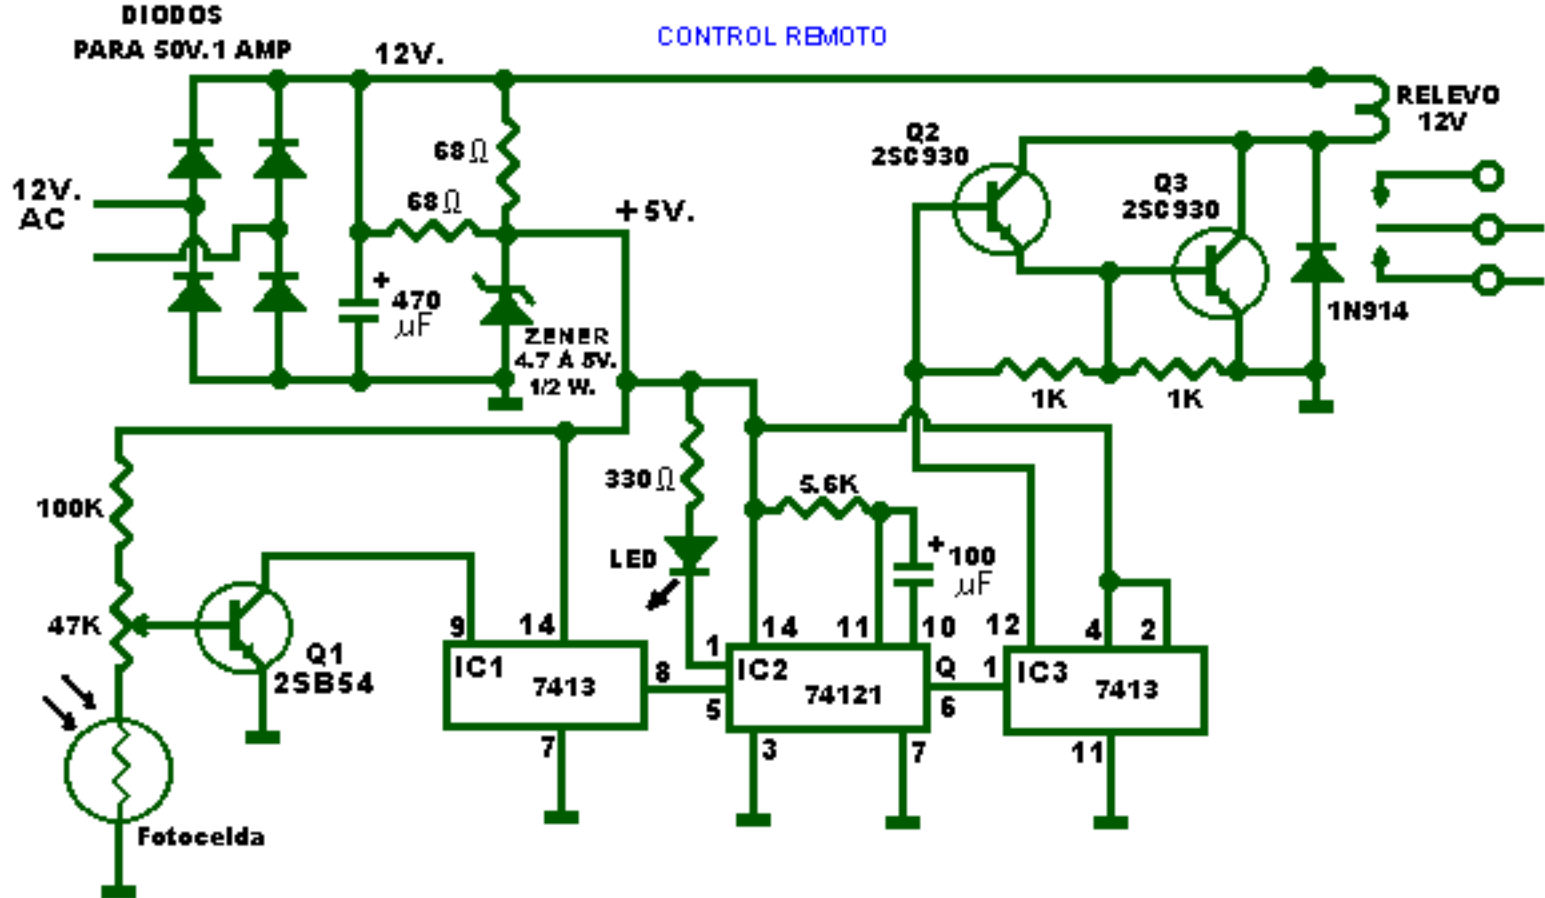 DIODOS
PARA 50V.1 AMP
12V.
CONTROL REMOTO
RELEVO
12V
Q2
2SC930
68Ω
68Ω
12V.
AC
+5V.
Q3
2SC930
+
470
µF
ZENER
4.7 A 5V.
1/2 W.
1N914
1K
1K
100K
330Ω
5.6K
LED
+
100
µF
47K
Q1
2SB54
9
14
1
14
11
10
12
4
2
IC1
7413
8
5
IC2
74121
Q
6
1
IC3
7413
7
3
7
11
Fotocelda